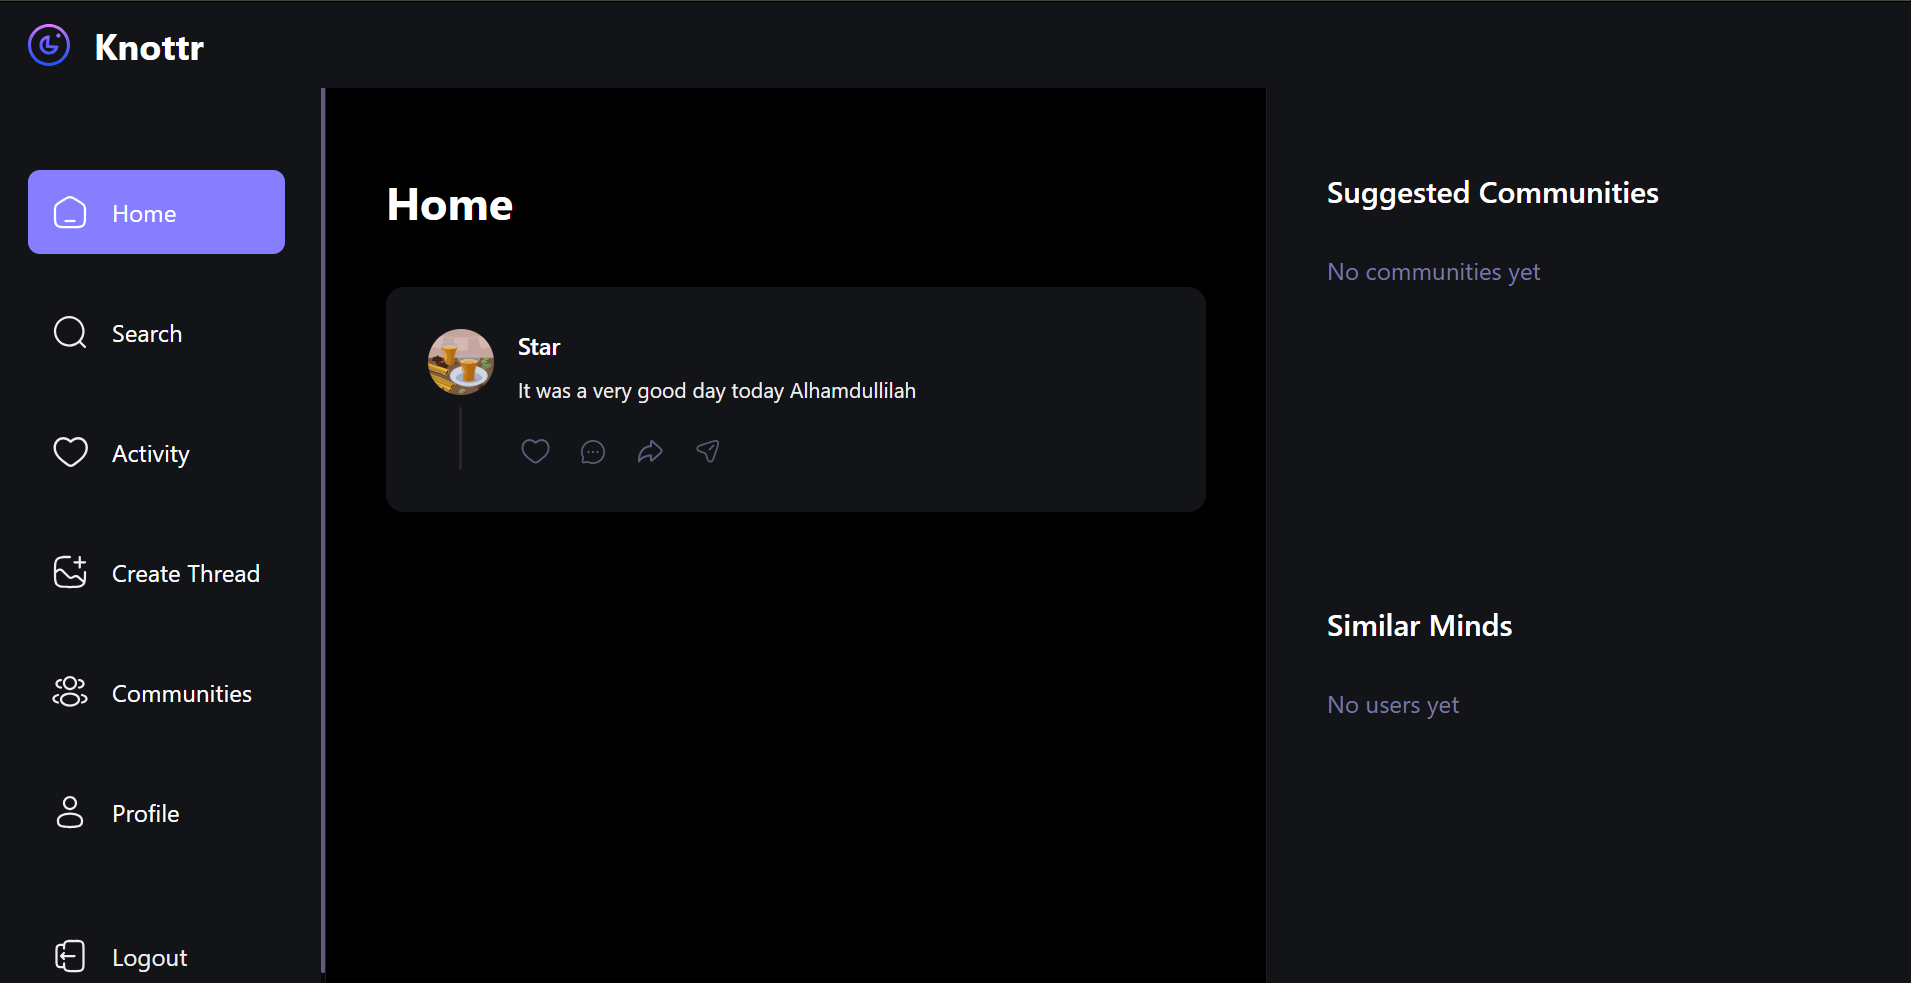 Knottr
Home
Search
Activity
Create Thread
Communities
Profile
Logout
Home
Star
It was a very good day today Alhamdullilah
Suggested Communities
No communities yet
Similar Minds
No users yet